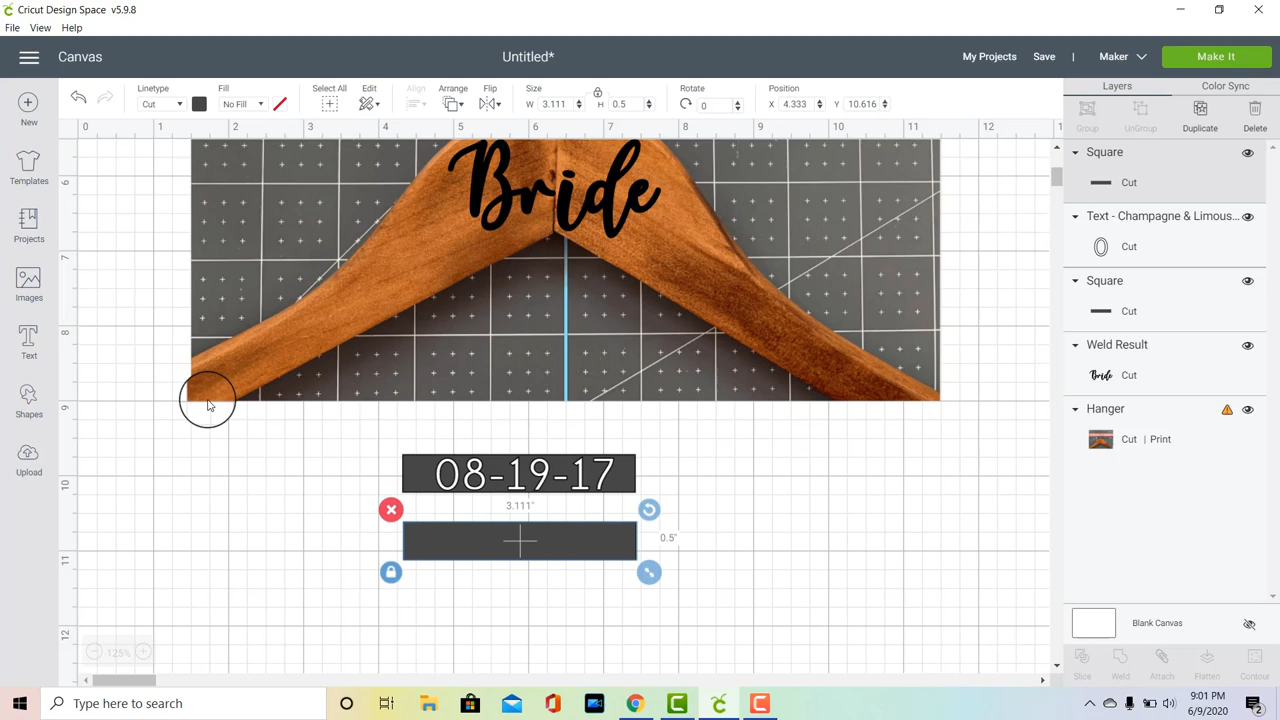 Cricut Design Space v5.9.8
File View Help
Canvas
Untitled*
My Projects Save | Maker Make It
Linetype Fill Select All Edit Align Arrange Flip Size Rotate Position
Cut No Fill W 3.111 H 0.5 0 X 4.333 Y 10.616
Layers Color Sync
Group UnGroup Duplicate Delete
0 1 2 3 4 5 6 7 8 9 10 11 12
6
7
8
9
10
11
12
New
Templates
Projects
Images
Text
Shapes
Upload
Bride
08-19-17
3.111"
0.5"
125%
Square
Cut
Text - Champagne & Limous...
Cut
Square
Cut
Weld Result
Bride Cut
Hanger
Cut | Print
Blank Canvas
Slice Weld Attach Flatten Contour
Type here to search
9:01 PM
6/9/2020
2